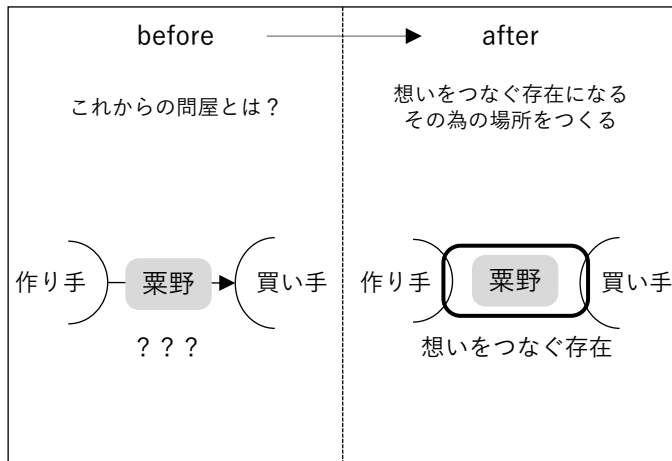 before
after
これからの問屋とは？
想いをつなぐ存在になる
その為の場所をつくる
作り手
粟野
買い手
？？？
作り手
粟野
買い手
想いをつなぐ存在